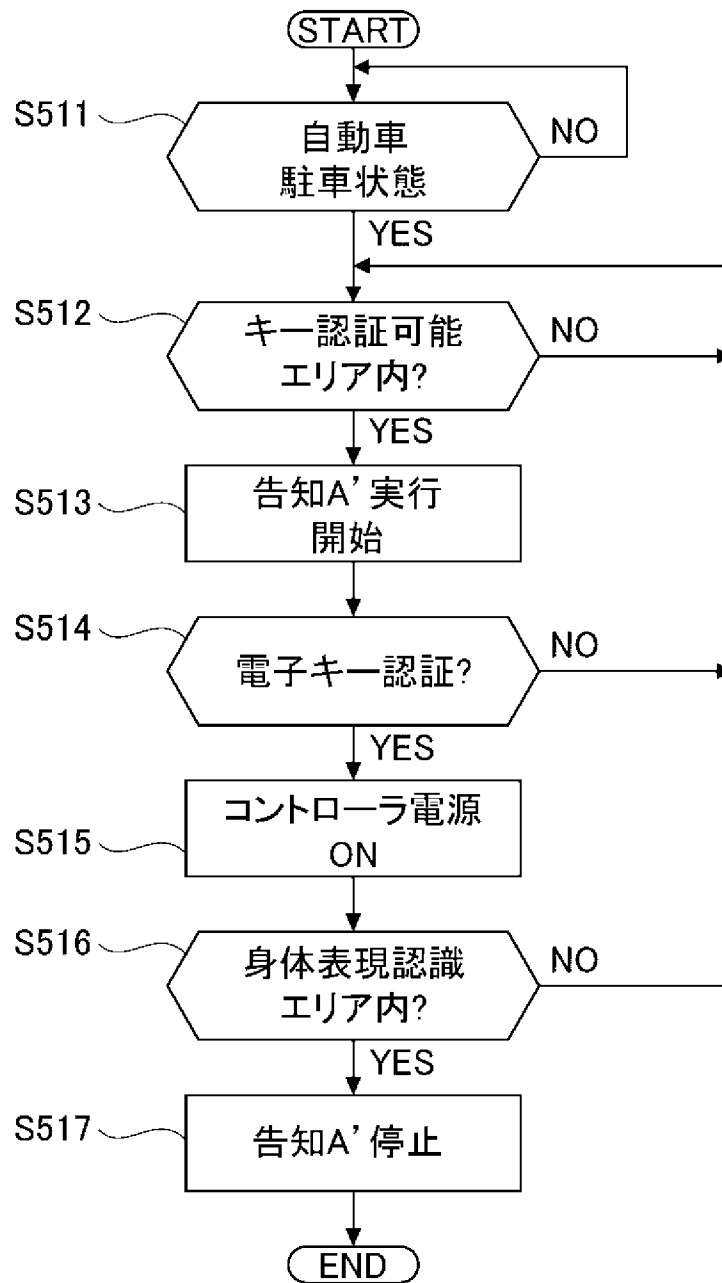 START
S511
自動車
駐車状態
NO
YES
S512
キー認証可能
エリア内?
NO
YES
S513
告知A’実行
開始
S514
電子キー認証?
NO
YES
S515
コントローラ電源
ON
S516
身体表現認識
エリア内?
NO
YES
S517
告知A’停止
END